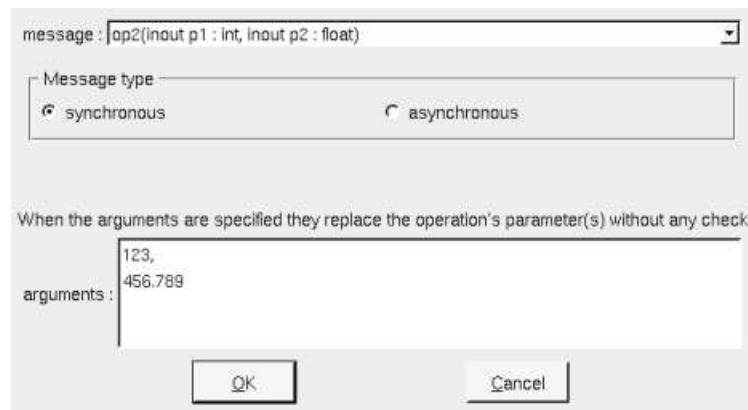 message : op2(inout p1 : int, inout p2 : float)
Message type
synchronous asynchronous
When the arguments are specified they replace the operation's parameter(s) without any check
123,
456.789
arguments :
OK Cancel